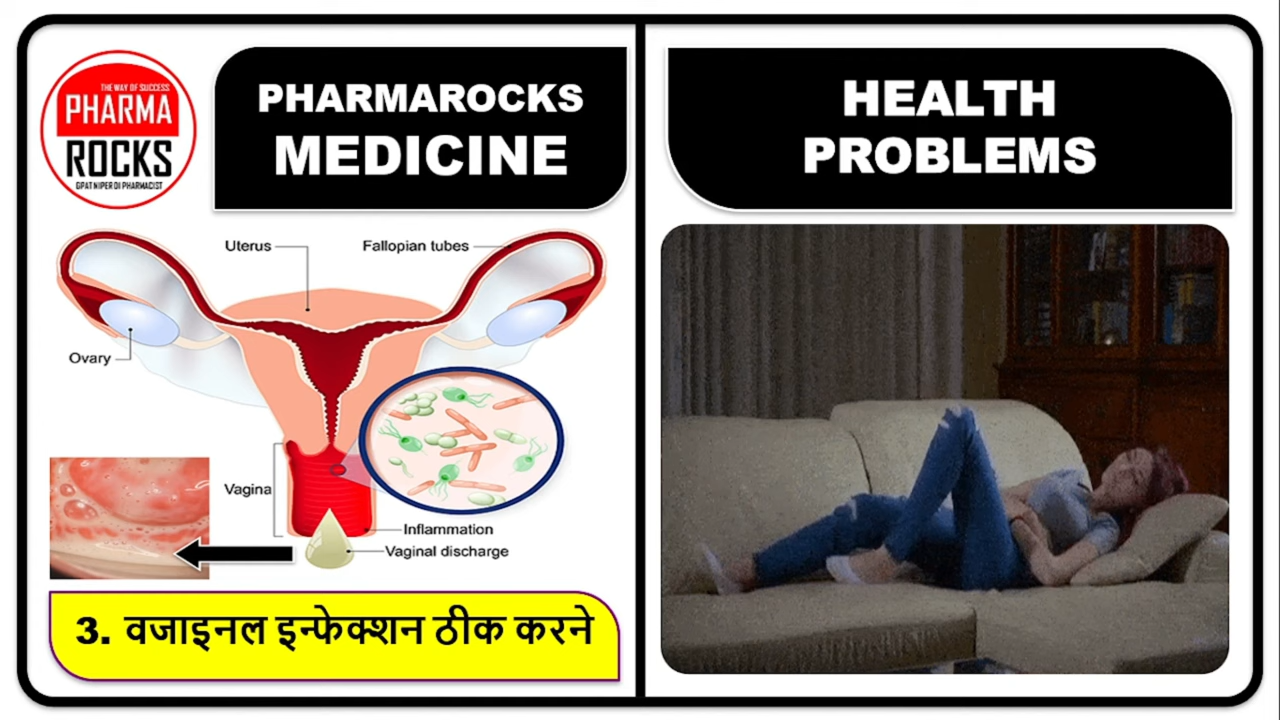 THE WAY OF SUCCESS
PHARMA
ROCKS
GPAT NIPER DI PHARMACIST
PHARMAROCKS
MEDICINE
HEALTH
PROBLEMS
Uterus
Fallopian tubes
Ovary
Vagina
Inflammation
Vaginal discharge
3. वजाइनल इन्फेक्शन ठीक करने